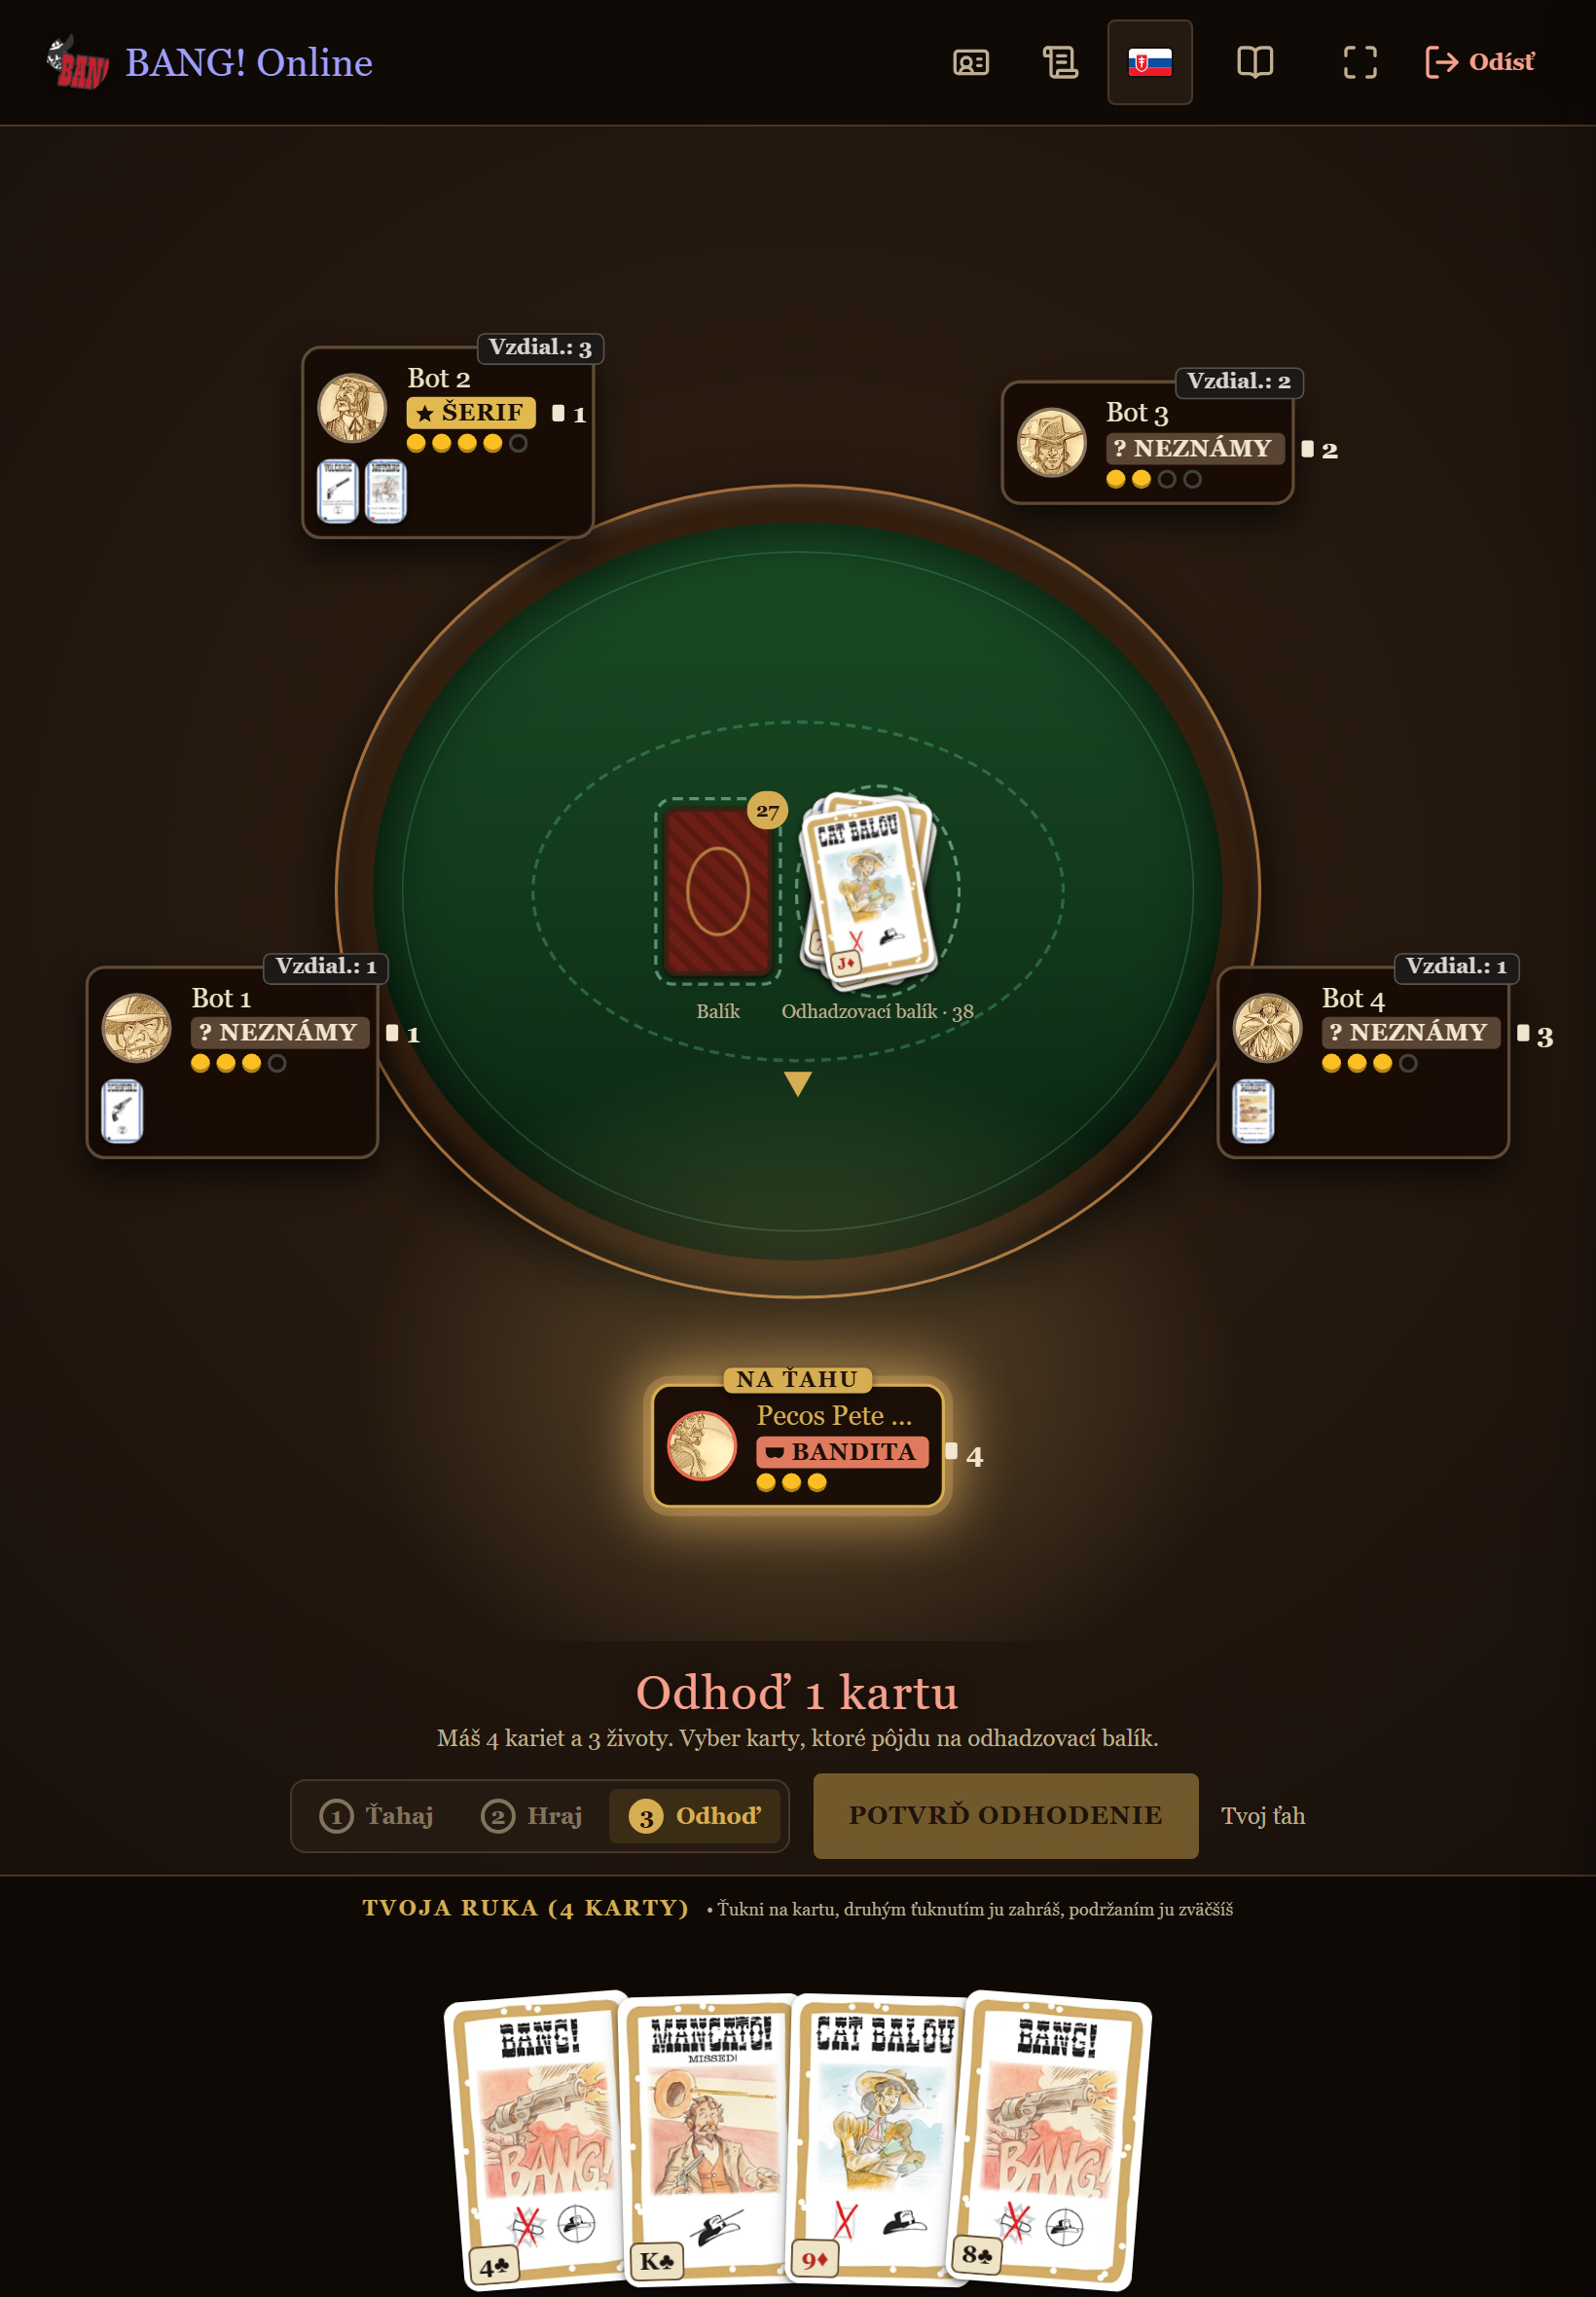 BANG! Online
Odísť
Vzdial.: 3
Bot 2
ŠERIF
1
Vzdial.: 2
Bot 3
? NEZNÁMY
2
27
CAT BALOU
J♦
Balík
Odhadzovací balík · 38
Vzdial.: 1
Bot 1
? NEZNÁMY
1
Vzdial.: 1
Bot 4
? NEZNÁMY
3
NA ŤAHU
Pecos Pete ...
BANDITA
4
Odhoď 1 kartu
Máš 4 kariet a 3 životy. Vyber karty, ktoré pôjdu na odhadzovací balík.
1 Ťahaj
2 Hraj
3 Odhoď
POTVRĎ ODHODENIE
Tvoj ťah
TVOJA RUKA (4 KARTY) • Ťukni na kartu, druhým ťuknutím ju zahráš, podržaním ju zväčšíš
BANG!
BANG!
4♣
MANCATO!
MISSED!
K♣
CAT BALOU
9♦
BANG!
BANG!
8♣